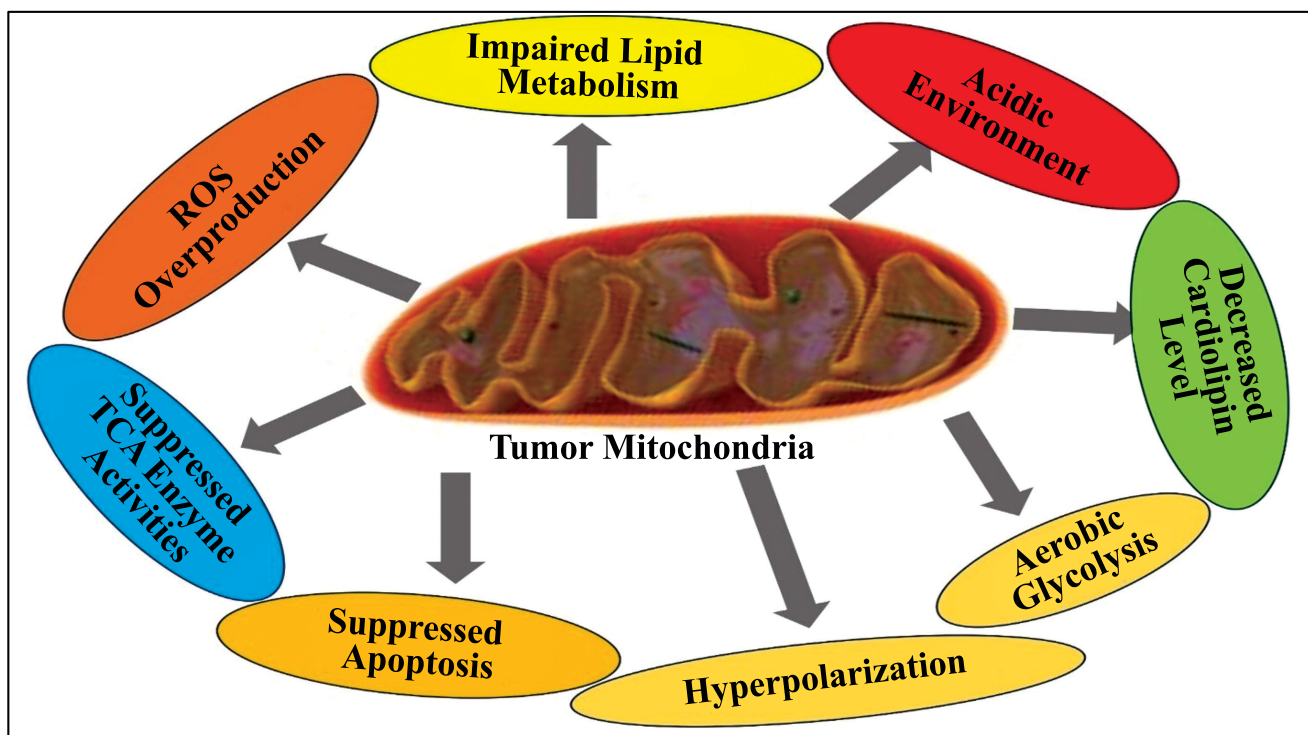 Impaired Lipid
Metabolism
Acidic
Environment
ROS
Overproduction
Decreased
Cardiolipin
Level
Tumor Mitochondria
Suppressed
TCA Enzyme
Activities
Aerobic
Glycolysis
Suppressed
Apoptosis
Hyperpolarization